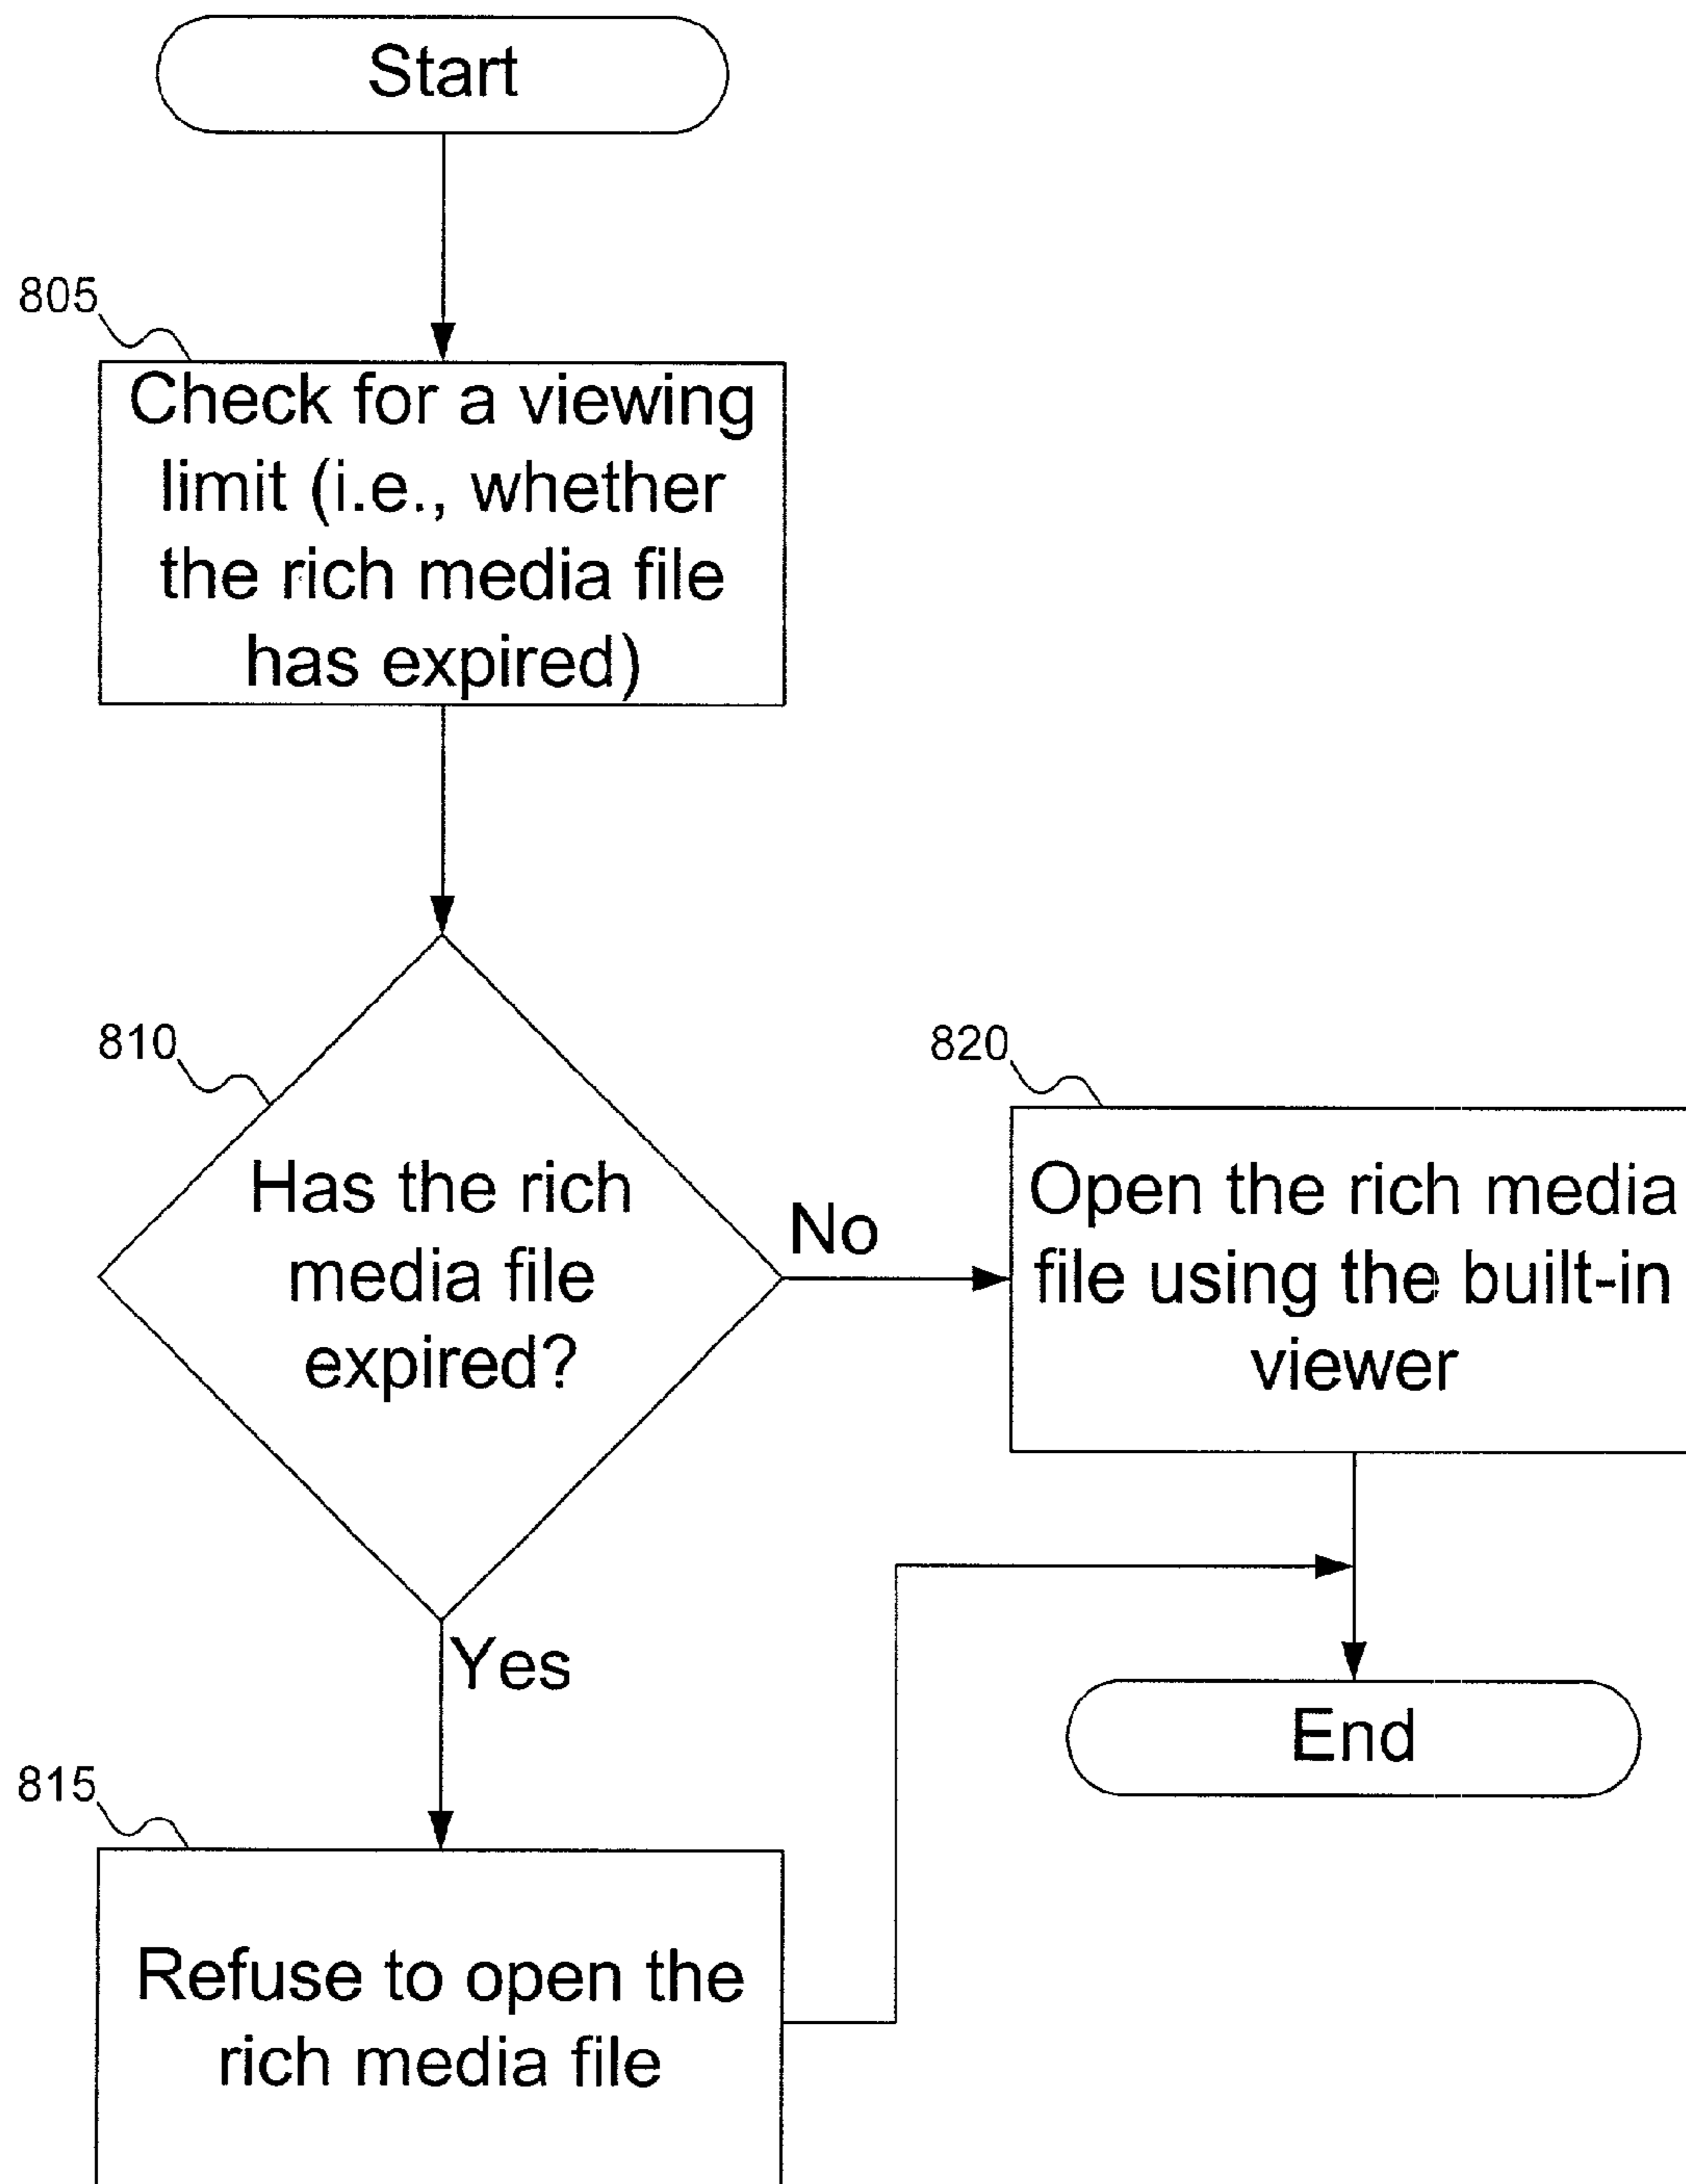 Start
805
Check for a viewing
limit (i.e., whether
the rich media file
has expired)
810
Has the rich
media file
expired?
No
820
Open the rich media
file using the built-in
viewer
Yes
End
815
Refuse to open the
rich media file